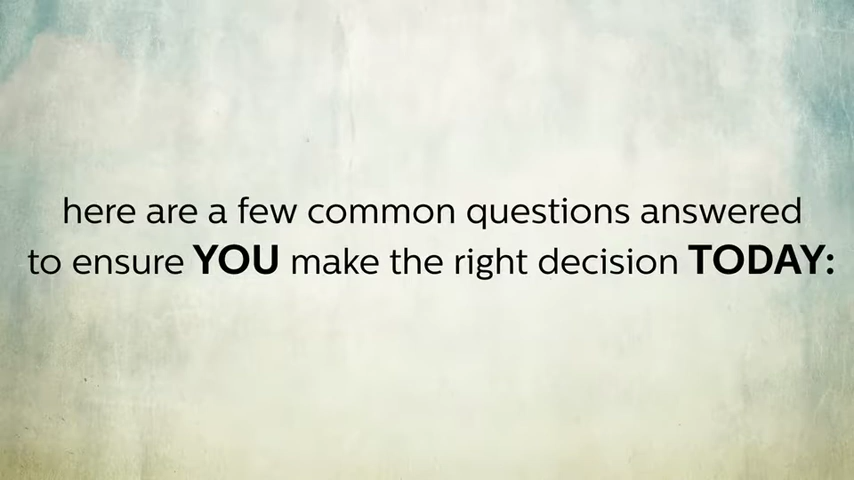 here are a few common questions answered
to ensure YOU make the right decision TODAY: